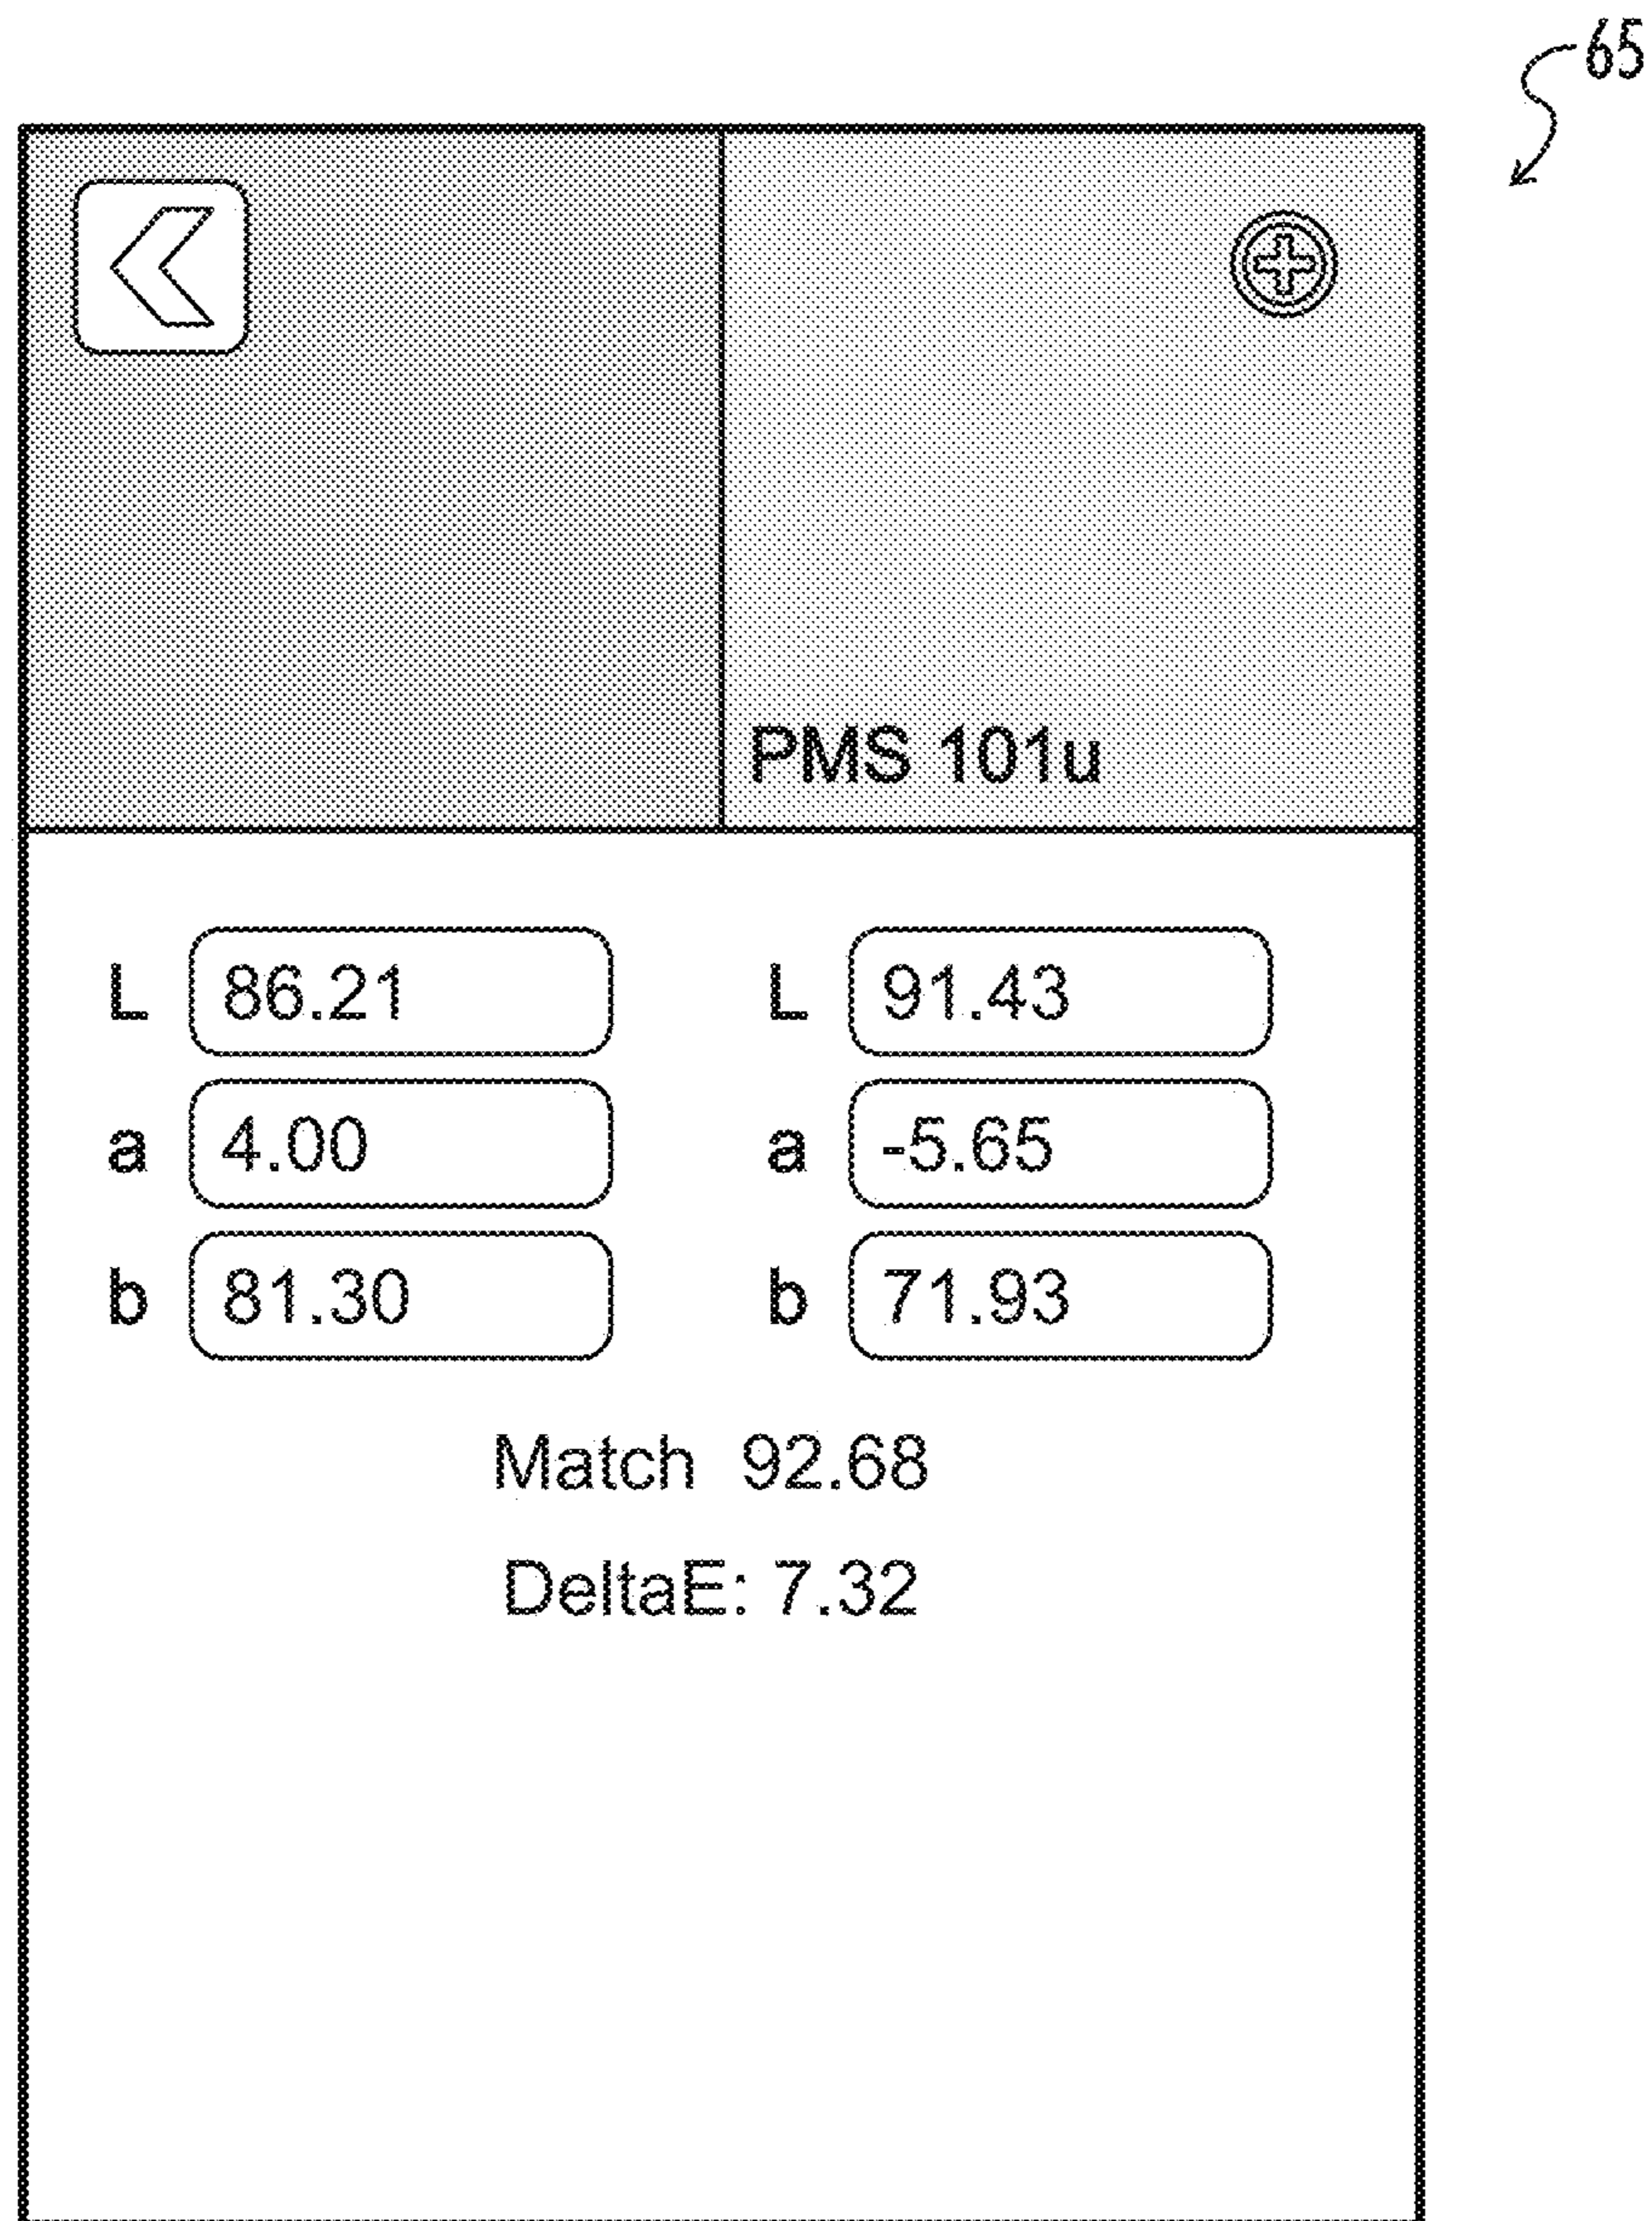 65
PMS 101u
L 86.21 L 91.43
a 4.00 a -5.65
b 81.30 b 71.93
Match 92.68
DeltaE: 7.32